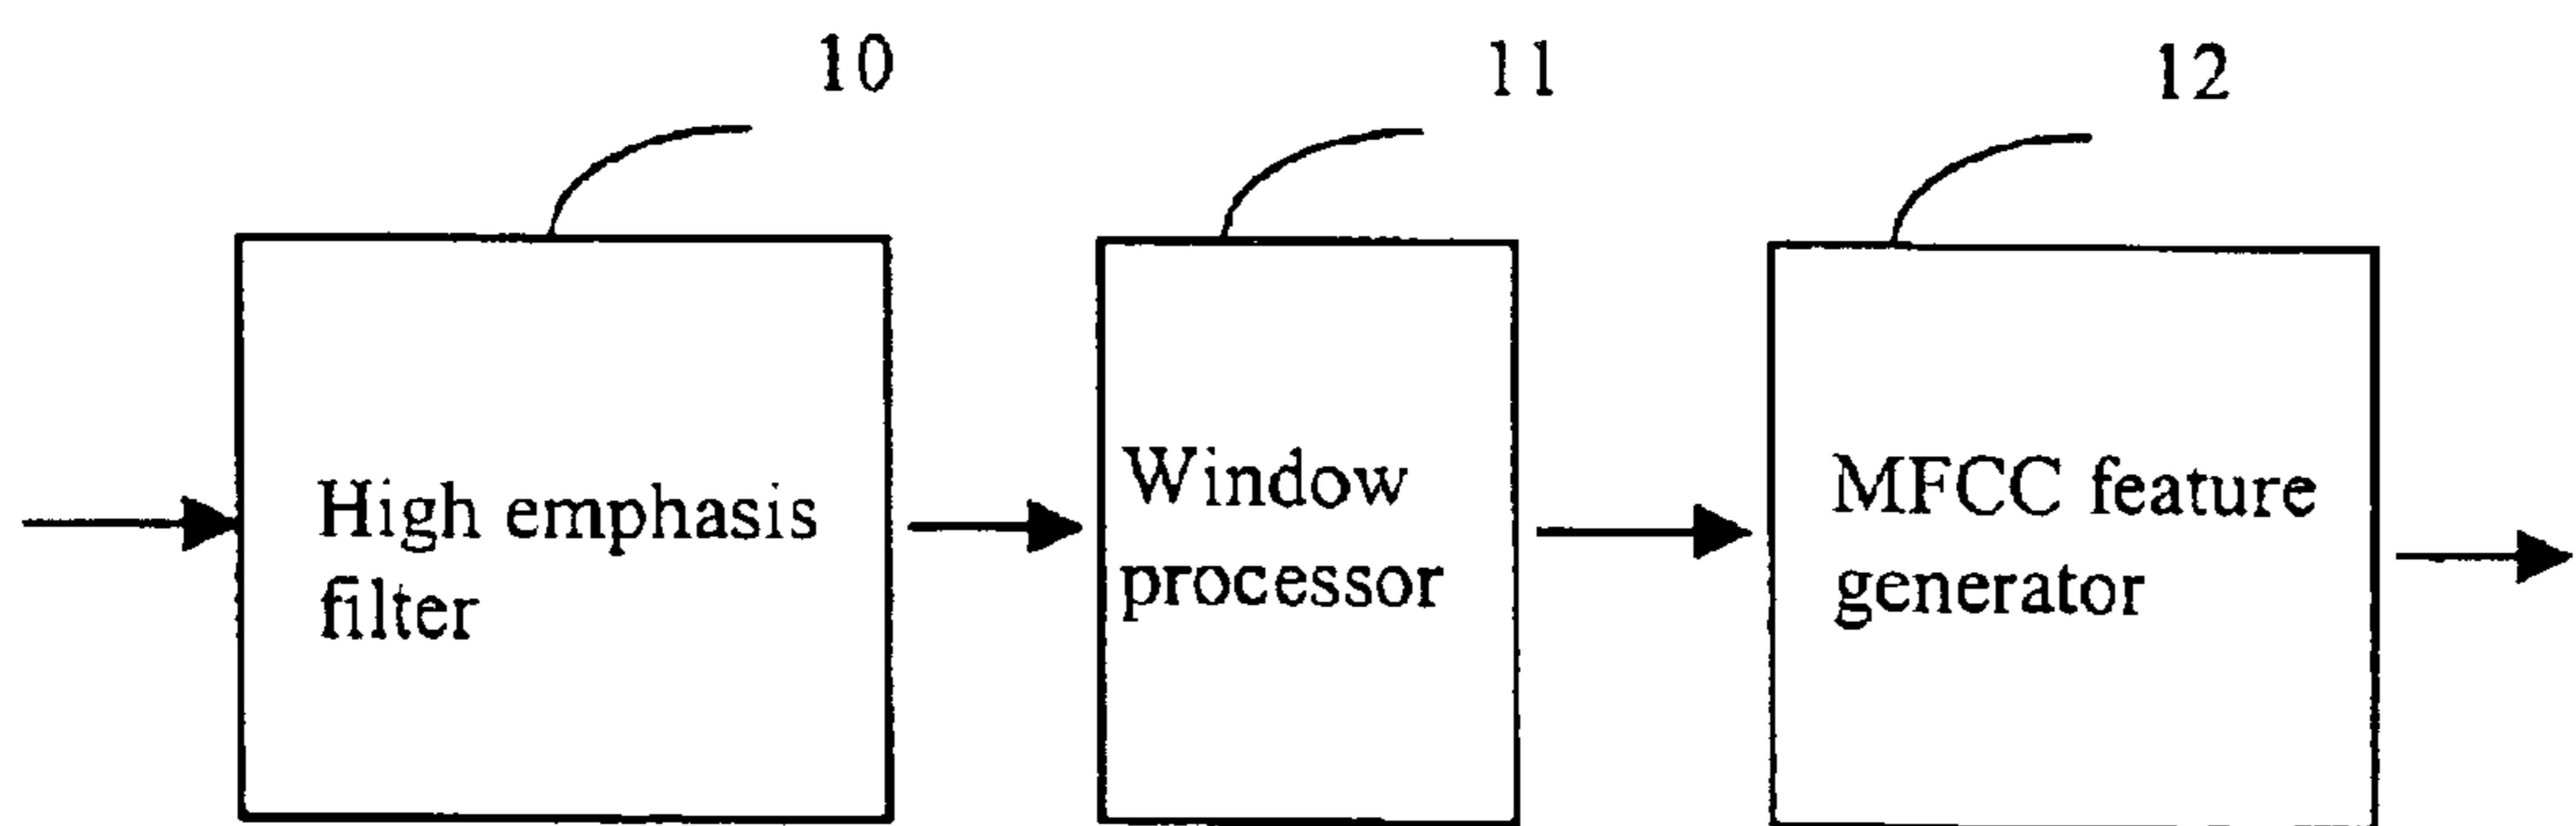 10
11
12
High emphasis
filter
Window
processor
MFCC feature
generator